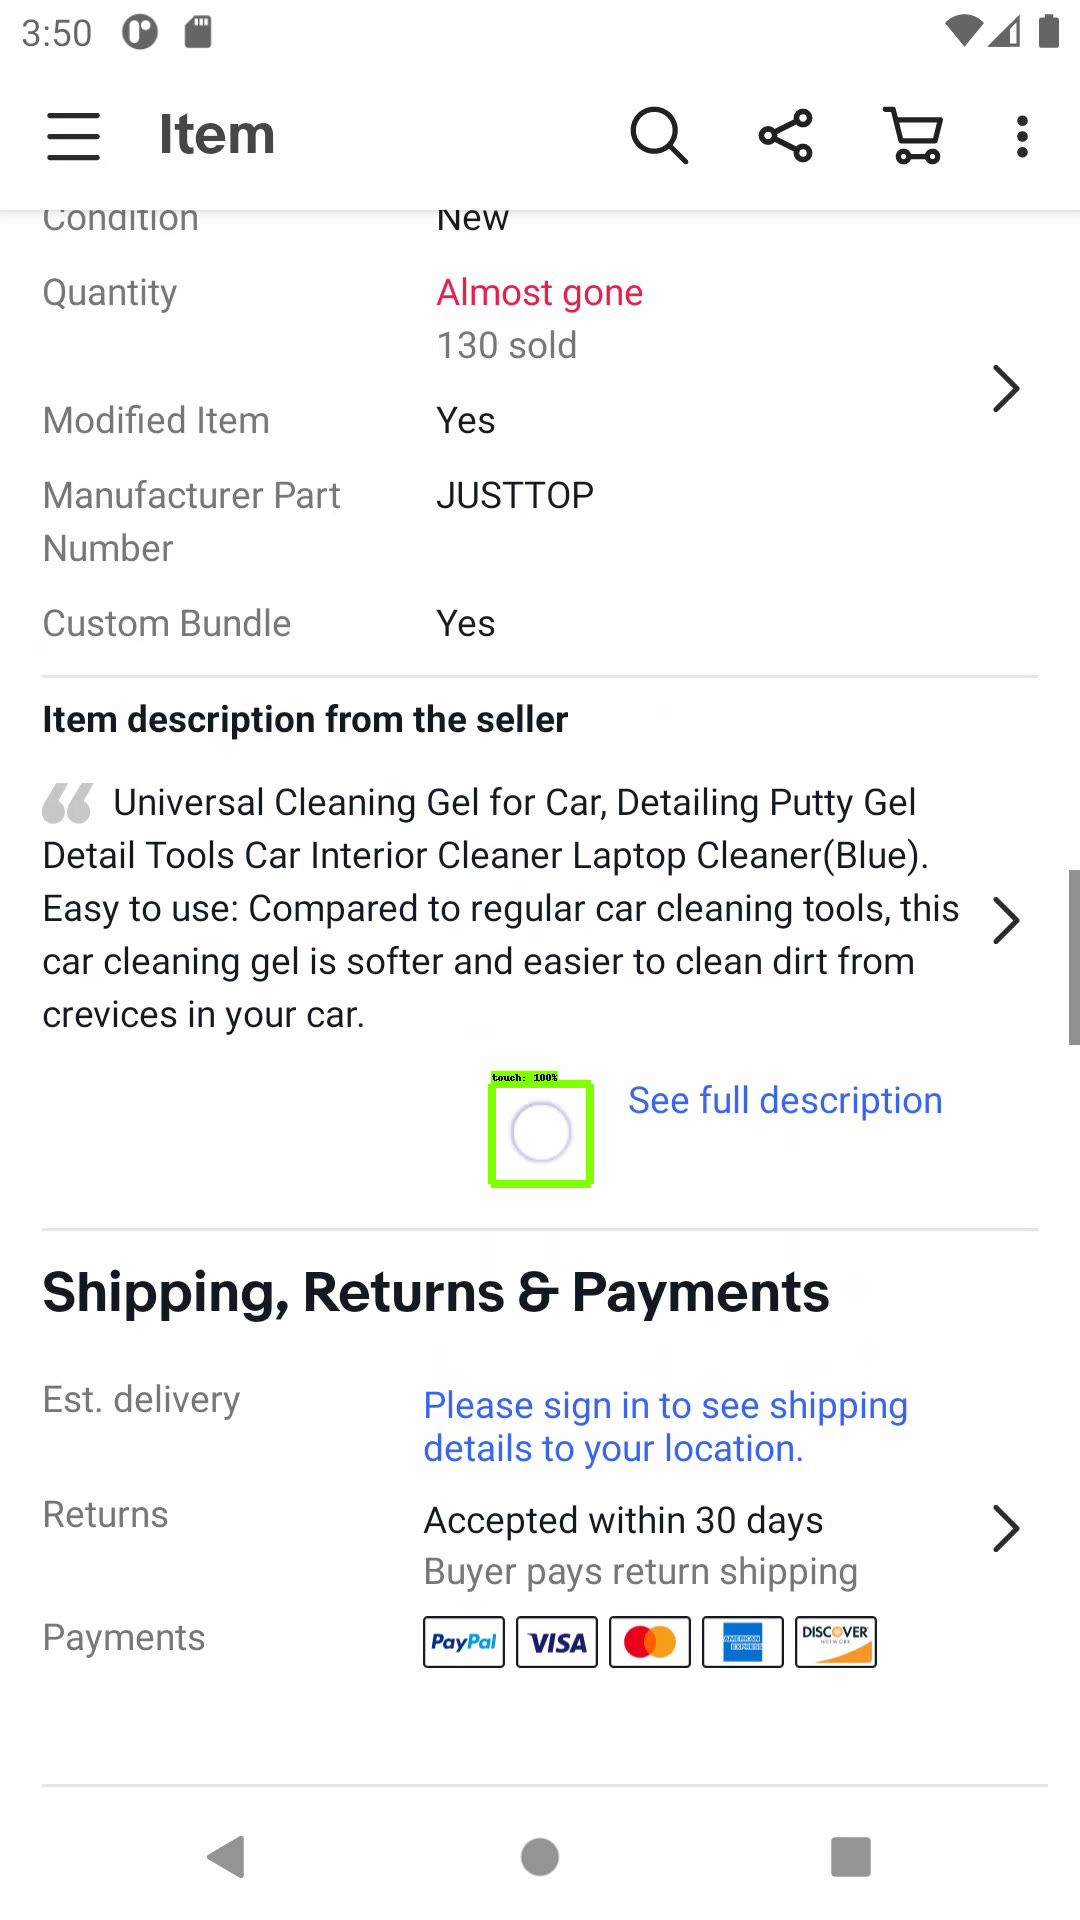 3:50
Item
Condition New
Quantity Almost gone
130 sold
Modified Item Yes
Manufacturer Part JUSTTOP
Number
Custom Bundle Yes
Item description from the seller
Universal Cleaning Gel for Car, Detailing Putty Gel
Detail Tools Car Interior Cleaner Laptop Cleaner(Blue).
Easy to use: Compared to regular car cleaning tools, this
car cleaning gel is softer and easier to clean dirt from
crevices in your car.
touch: 100%
See full description
Shipping, Returns & Payments
Est. delivery Please sign in to see shipping
details to your location.
Returns Accepted within 30 days
Buyer pays return shipping
Payments PayPal VISA AMERICAN EXPRESS DISCOVER NETWORK